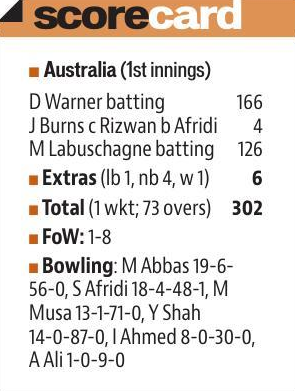 scorecard
Australia (1st innings)
D Warner batting 166
J Burns c Rizwan b Afridi 4
M Labuschagne batting 126
Extras (lb 1, nb 4, w 1) 6
Total (1 wkt; 73 overs) 302
FoW: 1-8
Bowling: M Abbas 19-6-
56-0, S Afridi 18-4-48-1, M
Musa 13-1-71-0, Y Shah
14-0-87-0, I Ahmed 8-0-30-0,
A Ali 1-0-9-0